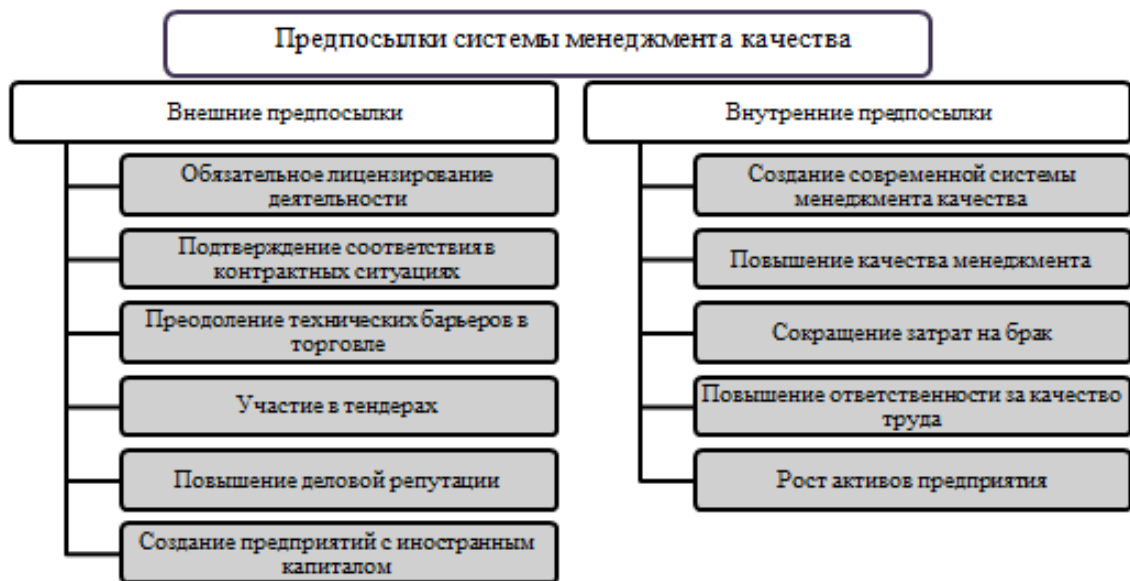 Предпосылки системы менеджмента качества
Внешние предпосылки
Обязательное лицензирование
деятельности
Подтверждение соответствия в
контрактных ситуациях
Преодоление технических барьеров в
торговле
Участие в тендерах
Повышение деловой репутации
Создание предприятий с иностранным
капиталом
Внутренние предпосылки
Создание современной системы
менеджмента качества
Повышение качества менеджмента
Сокращение затрат на брак
Повышение ответственности за качество
труда
Рост активов предприятия